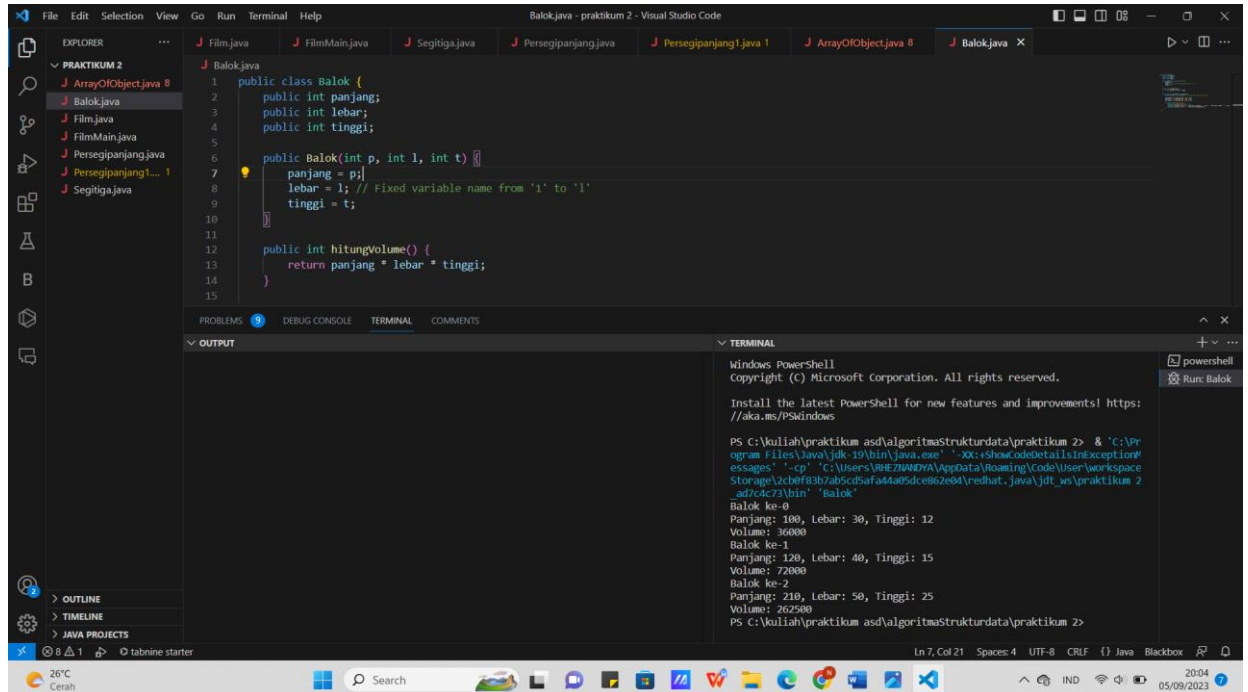 File Edit Selection View Go Run Terminal Help
Balok.java - praktikum 2 - Visual Studio Code
EXPLORER
PRAKTIKUM 2
ArrayOfObject.java 8
Balok.java
Film.java
FilmMain.java
Persegipanjang.java
Persegipanjang1.... 1
Segitiga.java
OUTLINE
TIMELINE
JAVA PROJECTS
Film.java FilmMain.java Segitiga.java Persegipanjang.java Persegipanjang1.java 1 ArrayOfObject.java 8 Balok.java
Balok.java
1 public class Balok {
2 public int panjang;
3 public int lebar;
4 public int tinggi;
5
6 public Balok(int p, int l, int t) {
7 panjang = p;
8 lebar = l; // Fixed variable name from '1' to 'l'
9 tinggi = t;
10 }
11
12 public int hitungVolume() {
13 return panjang * lebar * tinggi;
14 }
15
PROBLEMS 9 DEBUG CONSOLE TERMINAL COMMENTS
OUTPUT
TERMINAL
Windows PowerShell
Copyright (C) Microsoft Corporation. All rights reserved.
Install the latest PowerShell for new features and improvements! https:
//aka.ms/PSWindows
PS C:\kuliah\praktikum asd\algoritmaStrukturdata\praktikum 2> & 'C:\Pr
ogram Files\Java\jdk-19\bin\java.exe' '-XX:+ShowCodeDetailsInExceptionM
essages' '-cp' 'C:\Users\RHEZNANDYA\AppData\Roaming\Code\User\workspace
Storage\2cb0f83b7ab5cd5afa44a05dce862e04\redhat.java\jdt_ws\praktikum 2
_ad7c4c73\bin' 'Balok'
Balok ke-0
Panjang: 100, Lebar: 30, Tinggi: 12
Volume: 36000
Balok ke-1
Panjang: 120, Lebar: 40, Tinggi: 15
Volume: 72000
Balok ke-2
Panjang: 210, Lebar: 50, Tinggi: 25
Volume: 262500
PS C:\kuliah\praktikum asd\algoritmaStrukturdata\praktikum 2>
powershell
Run: Balok
8 1 tabnine starter
Ln 7, Col 21 Spaces: 4 UTF-8 CRLF {} Java Blackbox
26°C
Cerah
Search
IND
20:04
05/09/2023